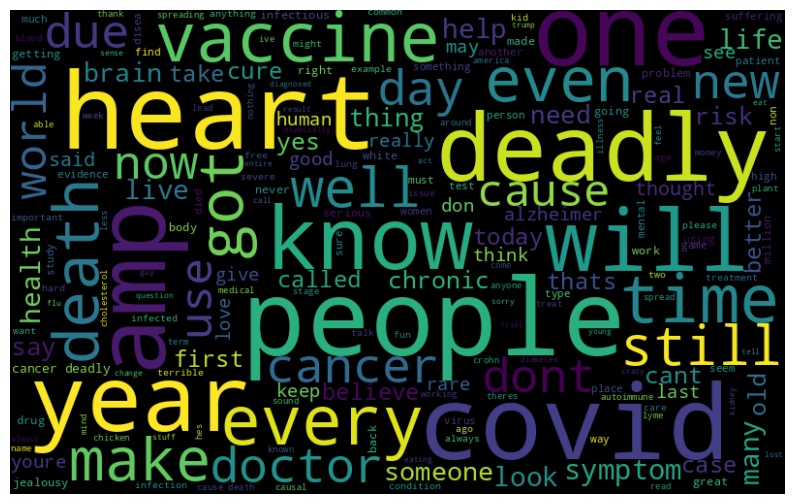 much thank spreading anything common infectious kid trump suffering
due vaccine help one
blood getting sense ive might made another disea life
brain take cure find right example something may see patient
world heart day even new
diagnosed america nothing problem eat
able week lead human result thing real need person going risk
said evidence now yes really around illness feel non start
good free lung white act deadly age money high plant
death live entire severe never call well cause thought
got must test don issue women serious alzheimer mental please better
important less died body know today think will work game million
health study use give called chronic thats
hard flu cholesterol guy amp love sure come anyone two treatment
want question medical stage sorry treat type spread time
infected people young tell
say term talk fun trial still
first cancer crohn diabetes dont cant seem
cancer deadly change terrible keep believe rare place last old
drug year sound working theres crazy autoimmune care kidney
mind hes every covid many
almost name chicken stuff known back ago virus always way lyme lost
youre make doctor someone look symptom case great
jealousy infection cause death causal eating condition read